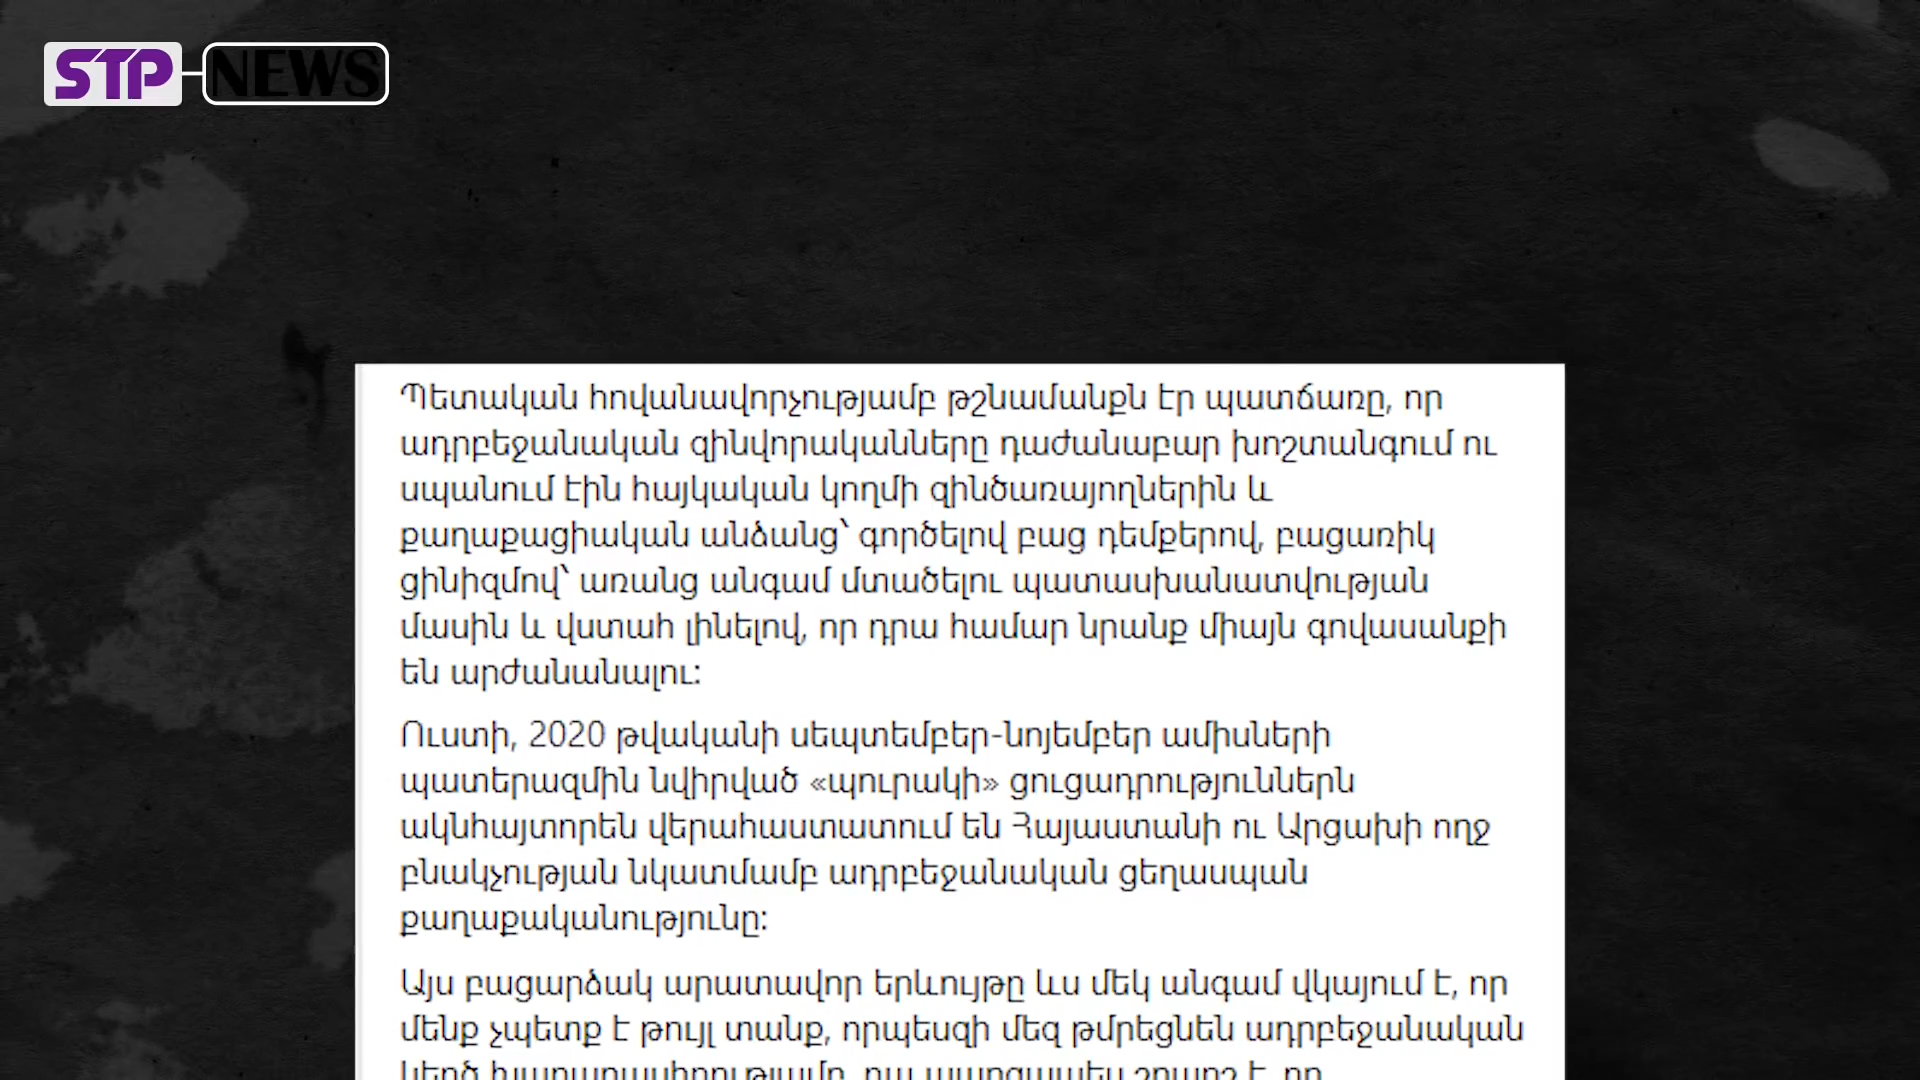 STP NEWS
Պետական հովանավորչությամբ թշնամանքն էր պատճառը, որ
ադրբեջանական զինվորականները դաժանաբար խոշտանգում ու
սպանում էին հայկական կողմի զինծառայողներին և
քաղաքացիական անձանց՝ գործելով բաց դեմքերով, բացառիկ
ցինիզմով՝ առանց անգամ մտածելու պատասխանատվության
մասին և վստահ լինելով, որ դրա համար նրանք միայն գովասանքի
են արժանանալու:
Ուստի, 2020 թվականի սեպտեմբեր-նոյեմբեր ամիսների
պատերազմին նվիրված «պուրակի» ցուցադրություններն
ակնհայտորեն վերահաստատում են Հայաստանի ու Արցախի ողջ
բնակչության նկատմամբ ադրբեջանական ցեղասպան
քաղաքականությունը:
Այս բացարձակ արատավոր երևույթը ևս մեկ անգամ վկայում է, որ
մենք չպետք է թույլ տանք, որպեսզի մեզ թմրեցնեն ադրբեջանական